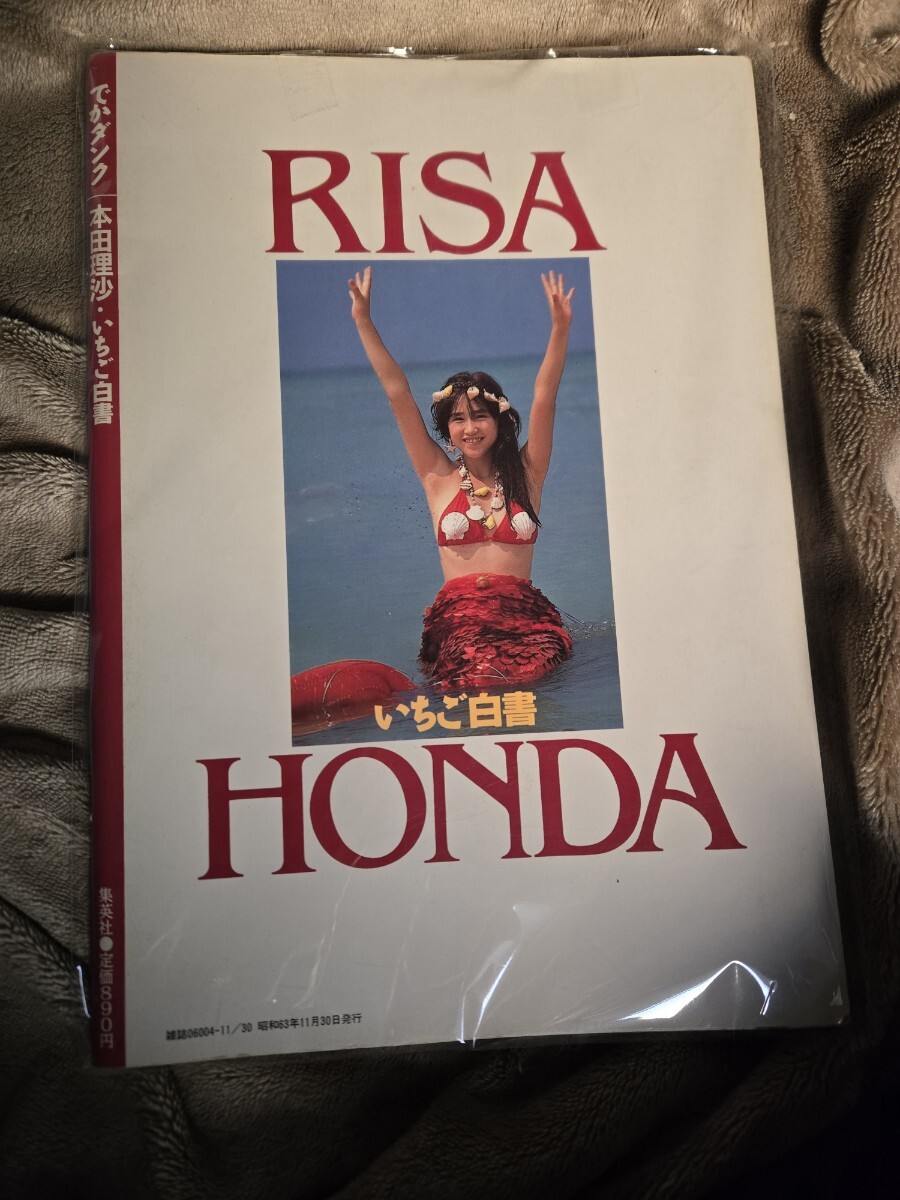 でかダンク 本田理沙・いちご白書
集英社●定価890円
RISA
いちご白書
HONDA
雑誌06004-11/30 昭和63年11月30日発行